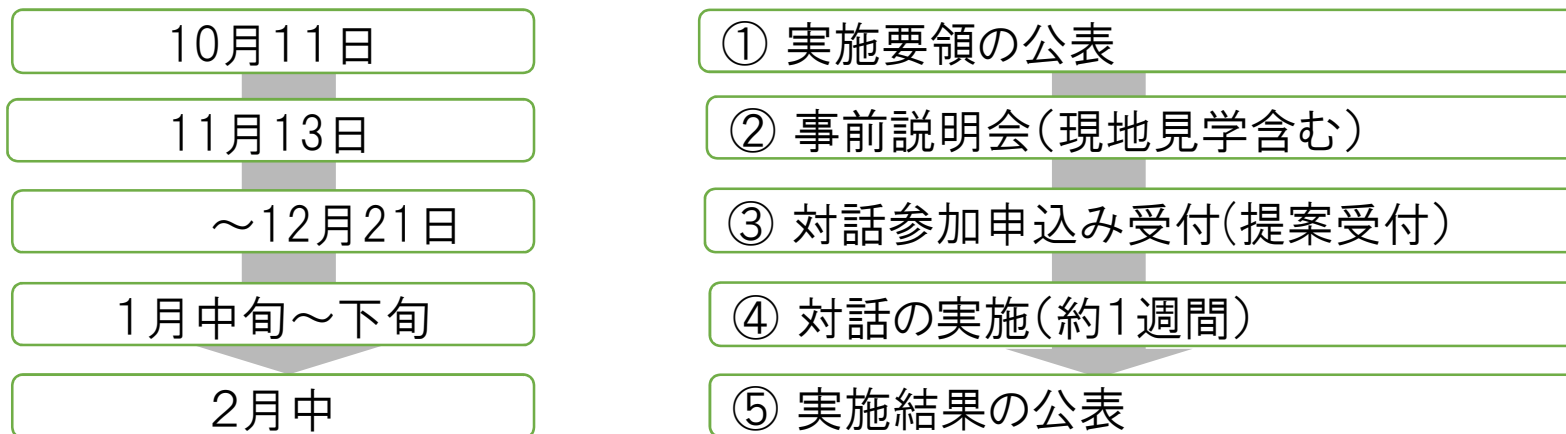 10月11日 ① 実施要領の公表
11月13日 ② 事前説明会(現地見学含む)
～12月21日 ③ 対話参加申込み受付(提案受付)
1月中旬～下旬 ④ 対話の実施(約1週間)
2月中 ⑤ 実施結果の公表